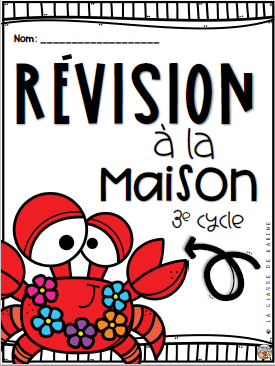 Nom: ___________________
RÉVISION
à la
maison
3e cycle
© LA CLASSE DE KARINE